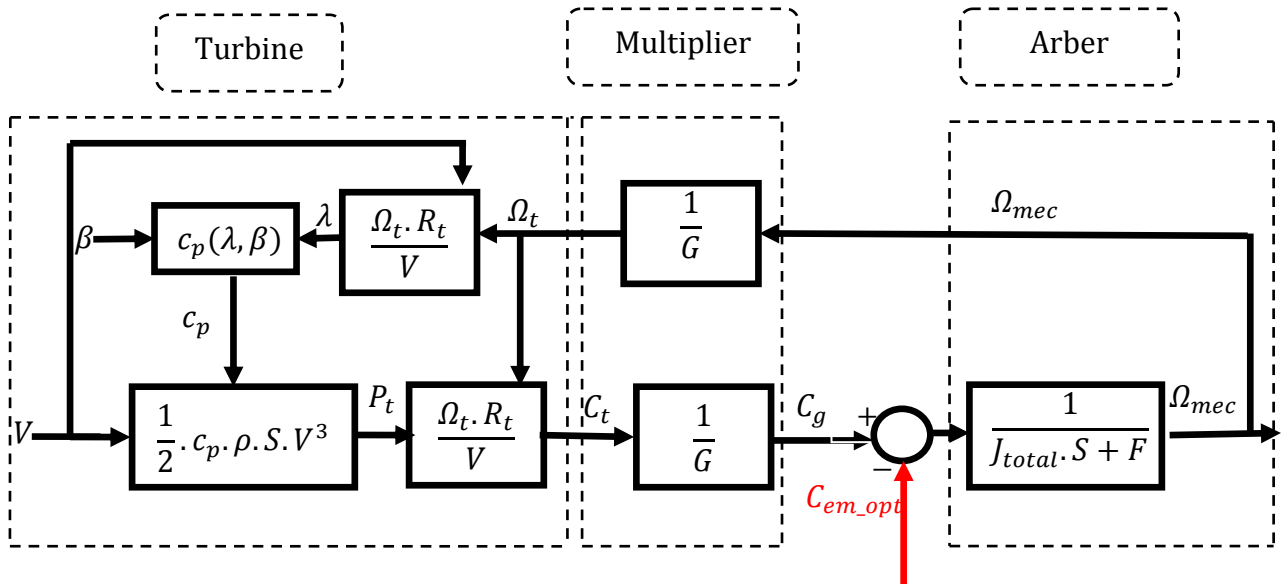 Turbine
Multiplier
Arber
β
c_p(λ, β)
λ
Ω_t. R_t
V
Ω_t
1
G
Ω_mec
c_p
V
1
2
. c_p. ρ. S. V^3
P_t
Ω_t. R_t
V
C_t
1
G
C_g
+
−
C_em_opt
1
J_total. S + F
Ω_mec